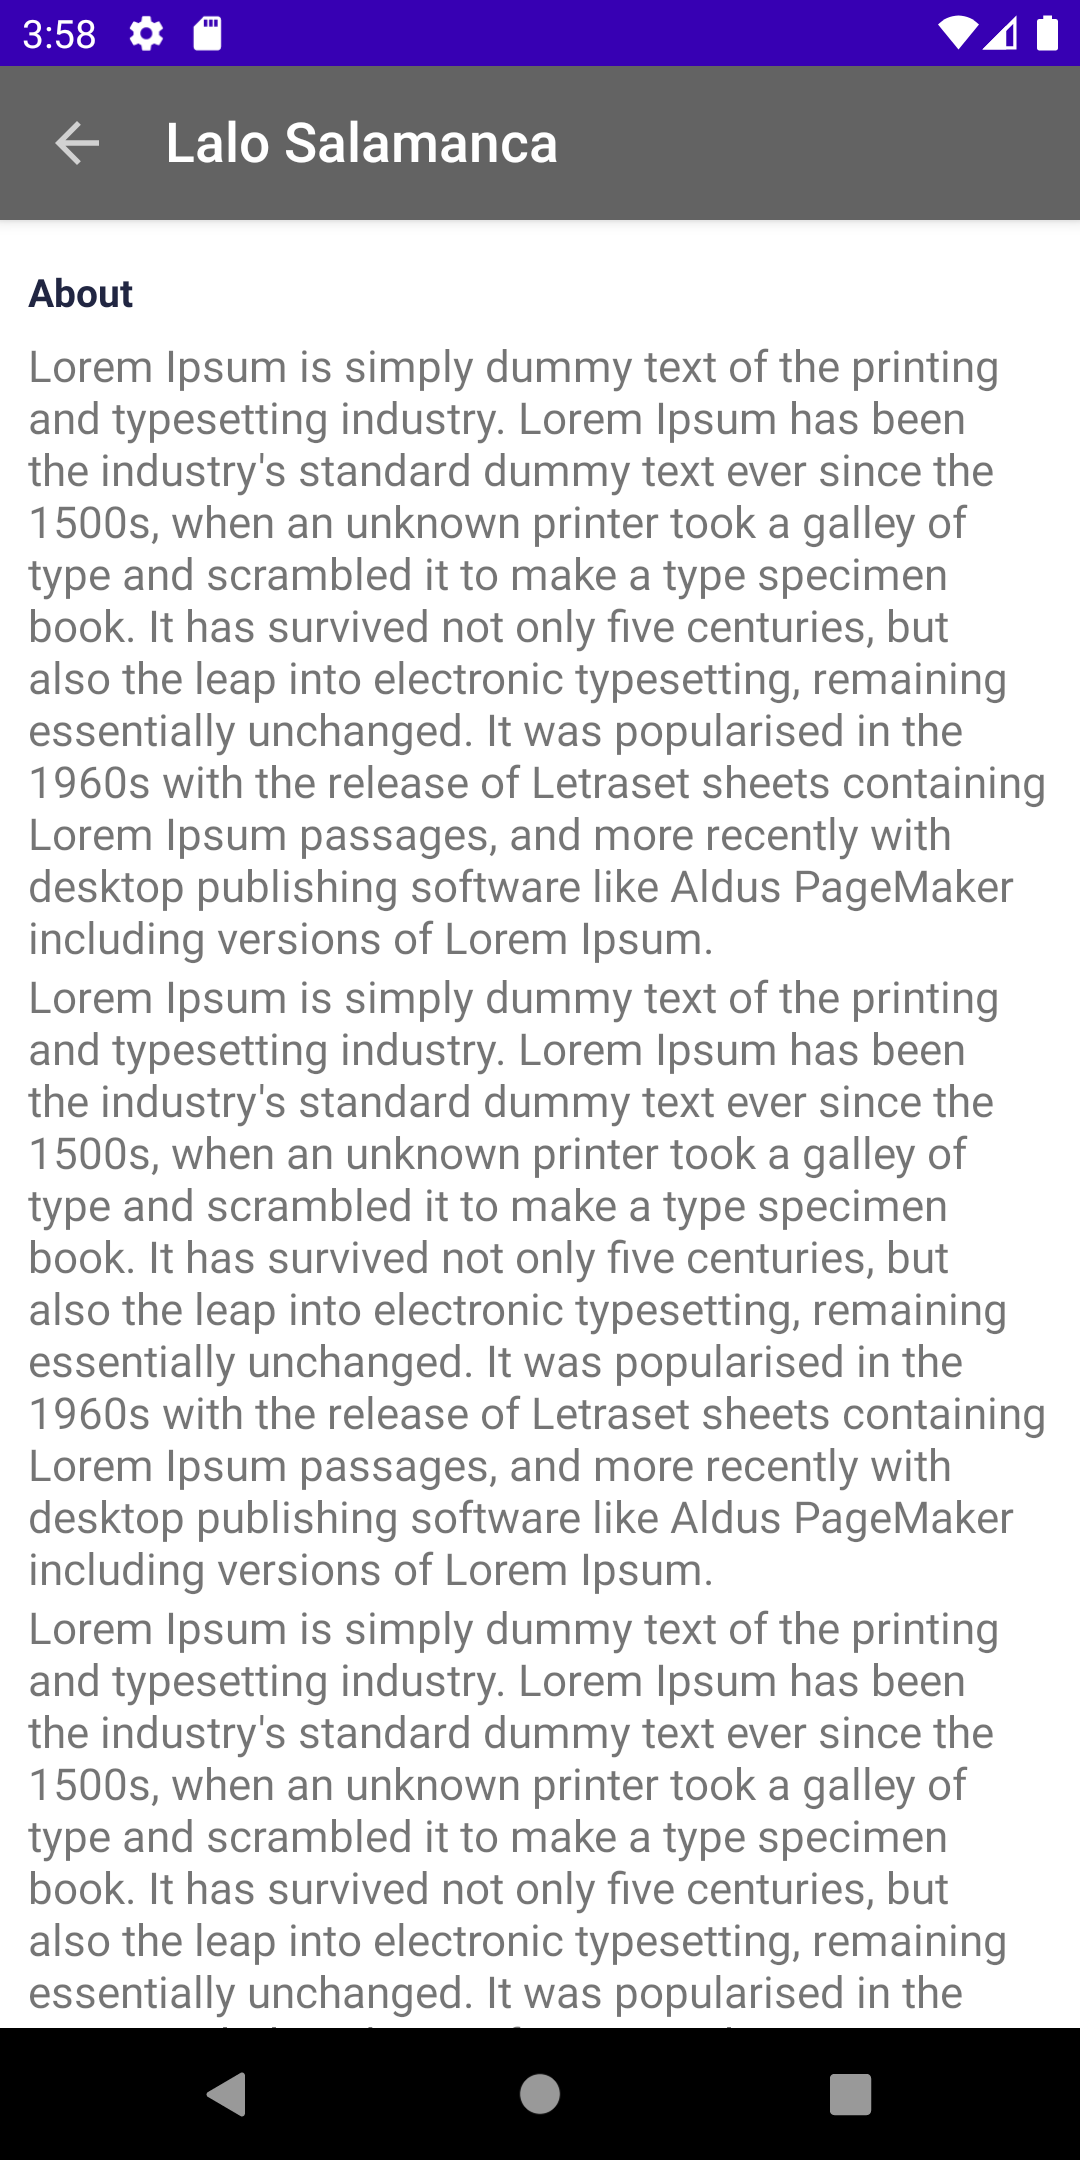 3:58
Lalo Salamanca
About
Lorem Ipsum is simply dummy text of the printing
and typesetting industry. Lorem Ipsum has been
the industry's standard dummy text ever since the
1500s, when an unknown printer took a galley of
type and scrambled it to make a type specimen
book. It has survived not only five centuries, but
also the leap into electronic typesetting, remaining
essentially unchanged. It was popularised in the
1960s with the release of Letraset sheets containing
Lorem Ipsum passages, and more recently with
desktop publishing software like Aldus PageMaker
including versions of Lorem Ipsum.
Lorem Ipsum is simply dummy text of the printing
and typesetting industry. Lorem Ipsum has been
the industry's standard dummy text ever since the
1500s, when an unknown printer took a galley of
type and scrambled it to make a type specimen
book. It has survived not only five centuries, but
also the leap into electronic typesetting, remaining
essentially unchanged. It was popularised in the
1960s with the release of Letraset sheets containing
Lorem Ipsum passages, and more recently with
desktop publishing software like Aldus PageMaker
including versions of Lorem Ipsum.
Lorem Ipsum is simply dummy text of the printing
and typesetting industry. Lorem Ipsum has been
the industry's standard dummy text ever since the
1500s, when an unknown printer took a galley of
type and scrambled it to make a type specimen
book. It has survived not only five centuries, but
also the leap into electronic typesetting, remaining
essentially unchanged. It was popularised in the